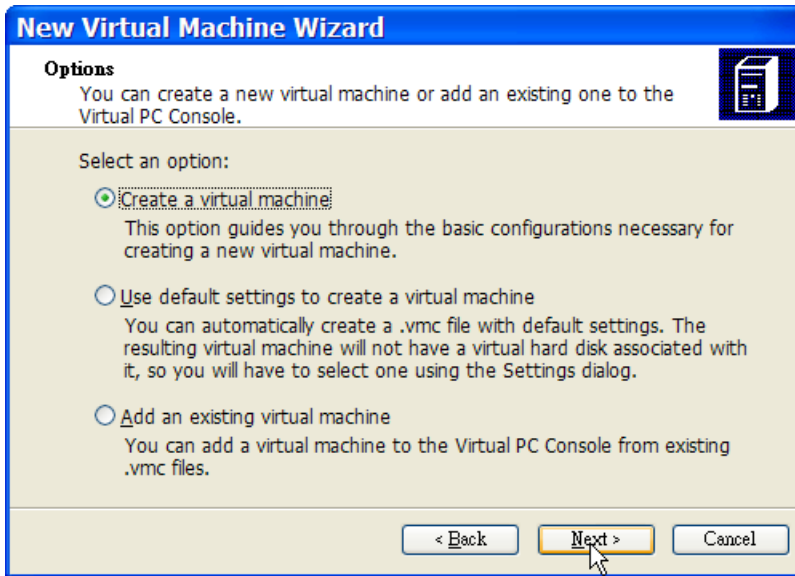 New Virtual Machine Wizard
Options
You can create a new virtual machine or add an existing one to the
Virtual PC Console.
Select an option:
Create a virtual machine
This option guides you through the basic configurations necessary for
creating a new virtual machine.
Use default settings to create a virtual machine
You can automatically create a .vmc file with default settings. The
resulting virtual machine will not have a virtual hard disk associated with
it, so you will have to select one using the Settings dialog.
Add an existing virtual machine
You can add a virtual machine to the Virtual PC Console from existing
.vmc files.
< Back Next > Cancel